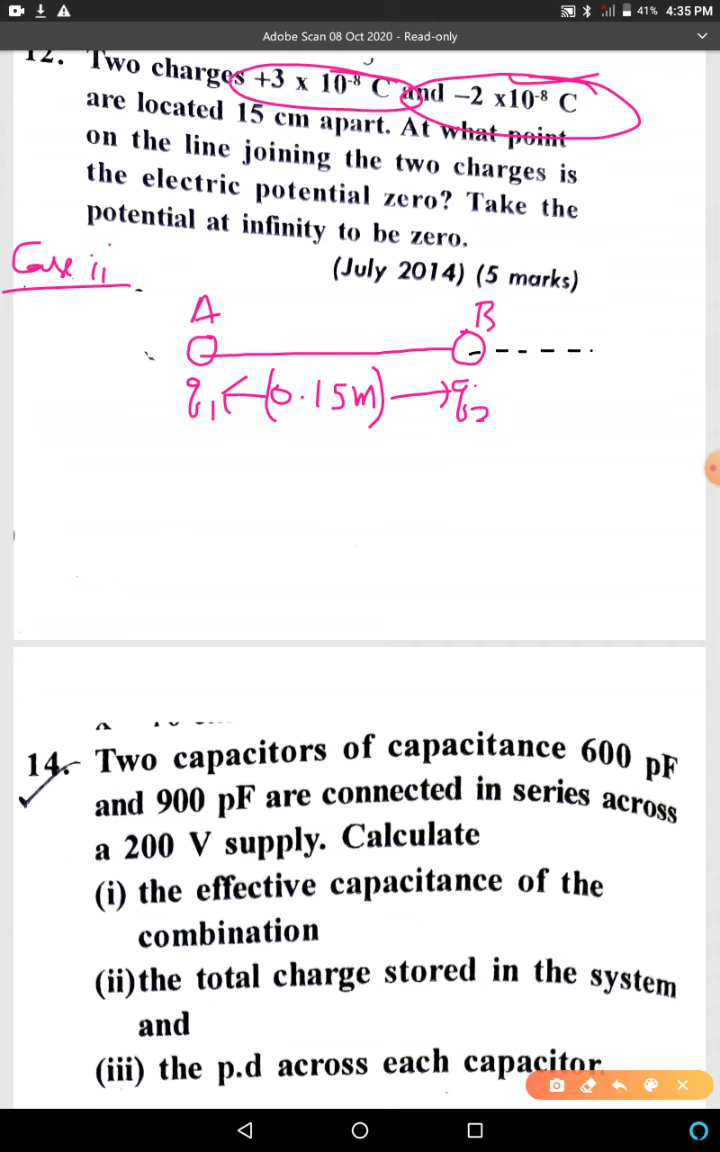 41% 4:35 PM
Adobe Scan 08 Oct 2020 - Read-only
12. Two charges +3 x 10⁻⁸ C and –2 x10⁻⁸ C
are located 15 cm apart. At what point
on the line joining the two charges is
the electric potential zero? Take the
potential at infinity to be zero.
(July 2014) (5 marks)
Case ii
A B
q₁ ←(0.15m)→ q₂
14. Two capacitors of capacitance 600 pF
and 900 pF are connected in series across
a 200 V supply. Calculate
(i) the effective capacitance of the
combination
(ii) the total charge stored in the system
and
(iii) the p.d across each capacitor.